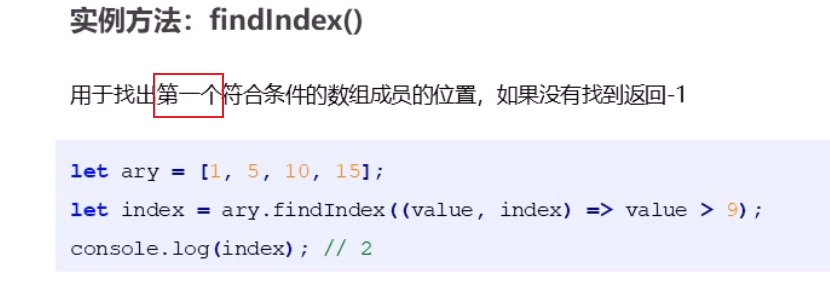 实例方法：findIndex()
用于找出第一个符合条件的数组成员的位置，如果没有找到返回-1
let ary = [1, 5, 10, 15];
let index = ary.findIndex((value, index) => value > 9);
console.log(index); // 2